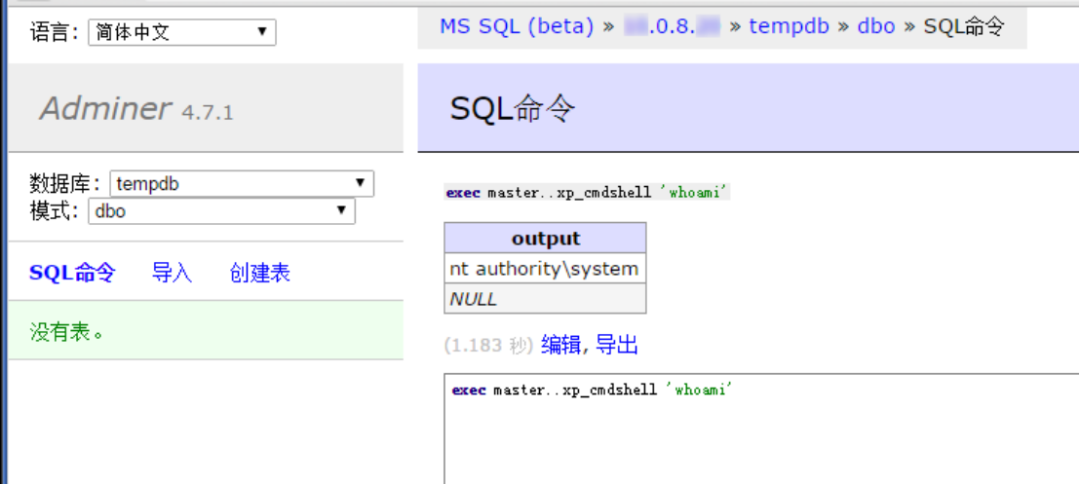 语言: 简体中文
MS SQL (beta) » .0.8. » tempdb » dbo » SQL命令
Adminer 4.7.1
SQL命令
数据库: tempdb
模式: dbo
SQL命令 导入 创建表
没有表。
exec master..xp_cmdshell 'whoami'
output
nt authority\system
NULL
(1.183 秒) 编辑, 导出
exec master..xp_cmdshell 'whoami'